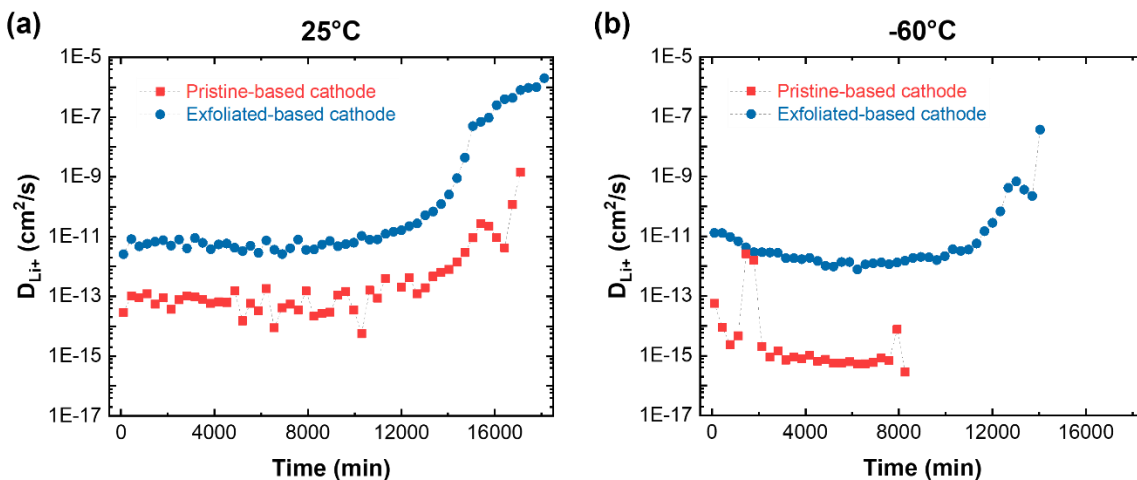 (a)
25°C
1E-5
1E-7
1E-9
1E-11
1E-13
1E-15
1E-17
D_Li+ (cm²/s)
Pristine-based cathode
Exfoliated-based cathode
0 4000 8000 12000 16000
Time (min)
(b)
-60°C
1E-5
1E-7
1E-9
1E-11
1E-13
1E-15
1E-17
D_Li+ (cm²/s)
Pristine-based cathode
Exfoliated-based cathode
0 4000 8000 12000 16000
Time (min)